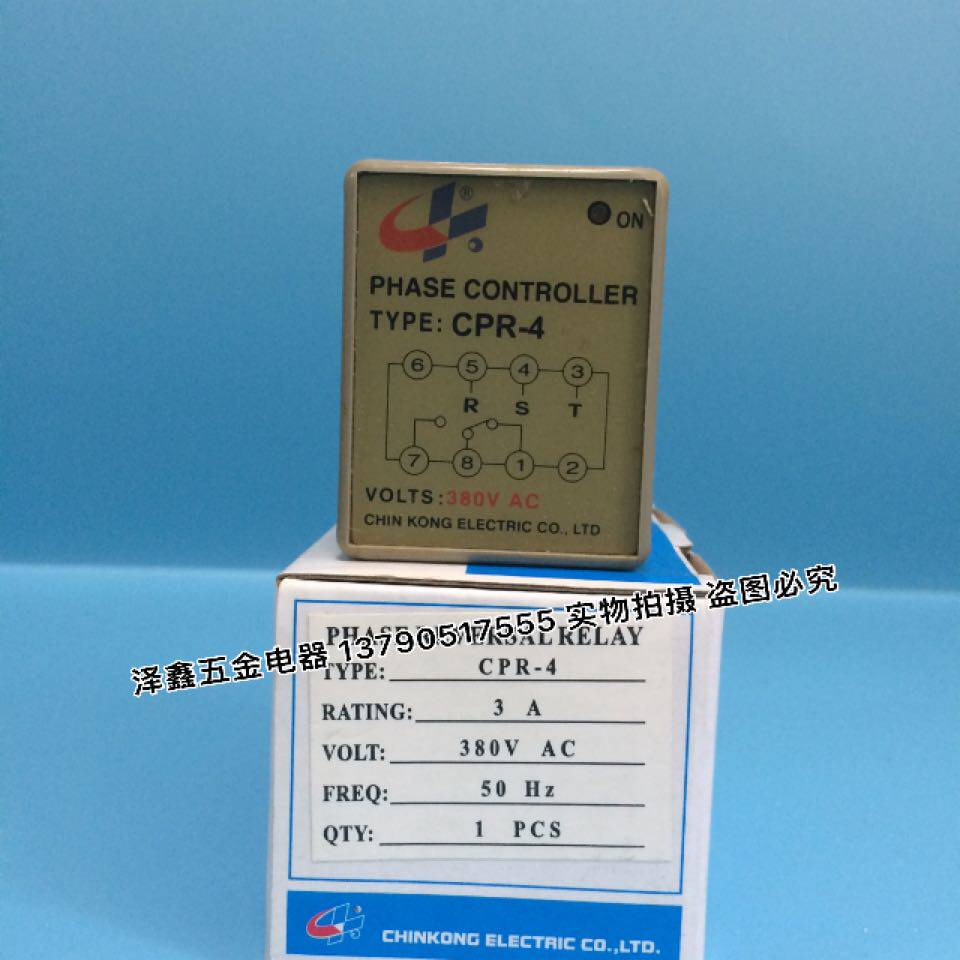 ®
ON
PHASE CONTROLLER
TYPE: CPR-4
6 5 4 3
R S T
7 8 1 2
VOLTS:380V AC
CHIN KONG ELECTRIC CO., LTD
泽鑫五金电器 13790517555 实物拍摄 盗图必究
PHASE RELAY
TYPE: CPR-4
RATING: 3 A
VOLT: 380V AC
FREQ: 50 Hz
QTY: 1 PCS
CHINKONG ELECTRIC CO.,LTD.